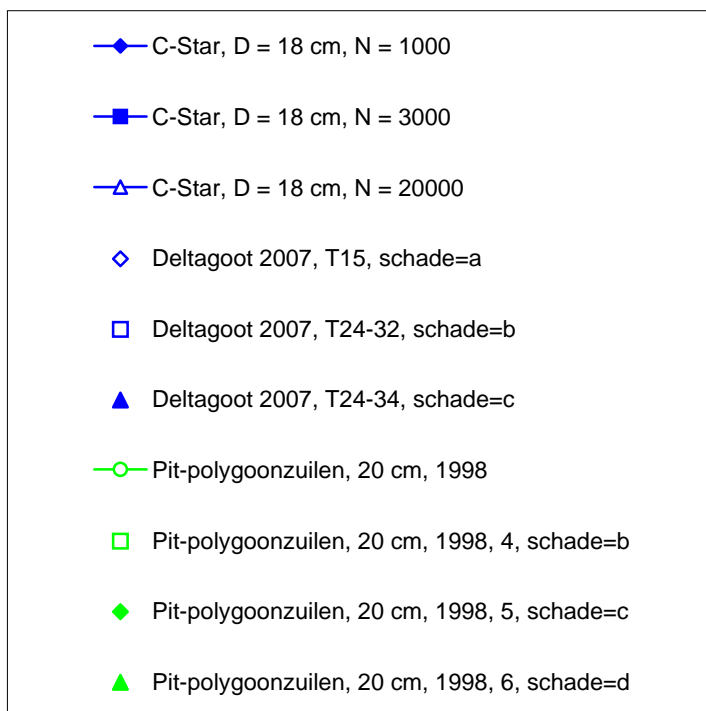 C-Star, D = 18 cm, N = 1000
C-Star, D = 18 cm, N = 3000
C-Star, D = 18 cm, N = 20000
Deltagoot 2007, T15, schade=a
Deltagoot 2007, T24-32, schade=b
Deltagoot 2007, T24-34, schade=c
Pit-polygoonzuilen, 20 cm, 1998
Pit-polygoonzuilen, 20 cm, 1998, 4, schade=b
Pit-polygoonzuilen, 20 cm, 1998, 5, schade=c
Pit-polygoonzuilen, 20 cm, 1998, 6, schade=d